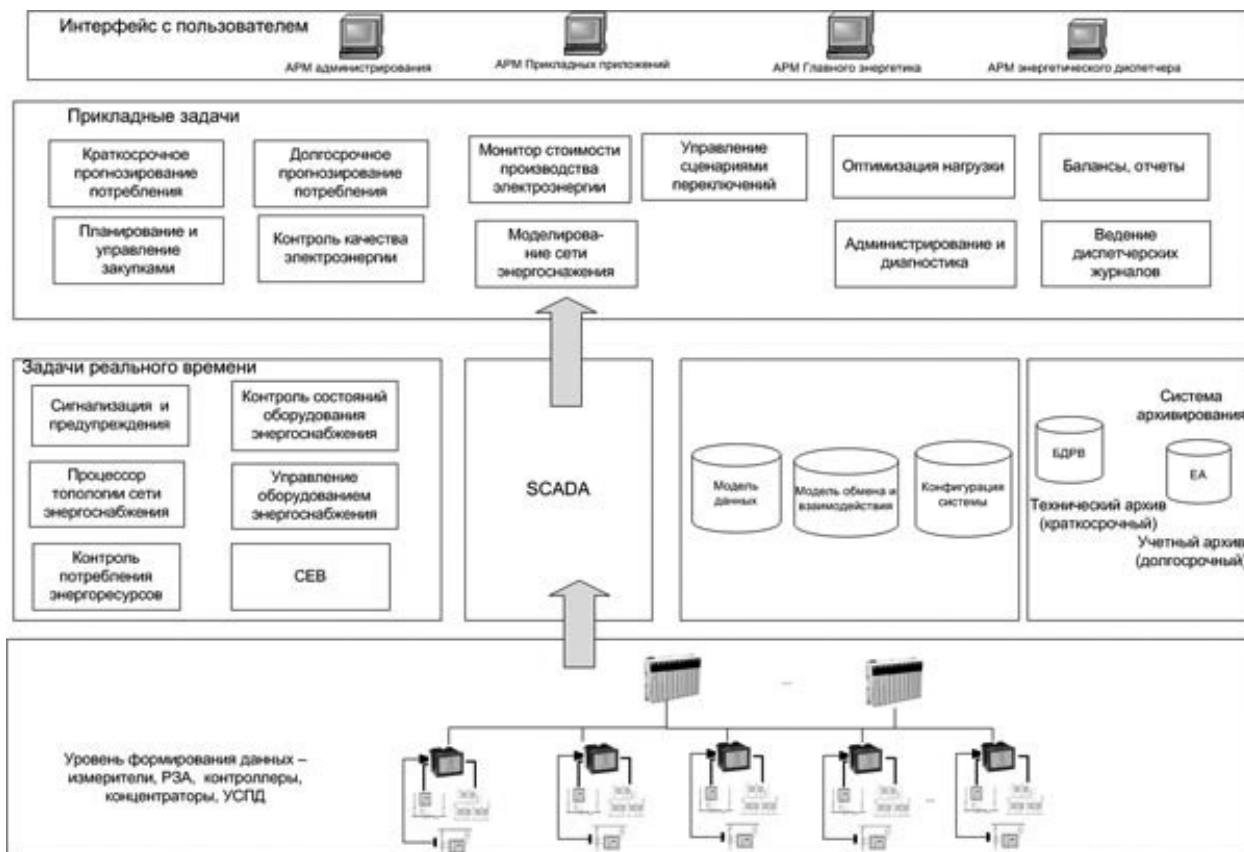 Интерфейс с пользователем
АРМ администрирования
АРМ Прикладных приложений
АРМ Главного энергетика
АРМ энергетического диспетчера
Прикладные задачи
Краткосрочное
прогнозирование
потребления
Долгосрочное
прогнозирование
потребления
Монитор стоимости
производства
электроэнергии
Управление
сценариями
переключений
Оптимизация нагрузки
Балансы, отчеты
Планирование и
управление
закупками
Контроль качества
электроэнергии
Моделирова-
ние сети
энергоснажения
Администрирование и
диагностика
Ведение
диспетчерских
журналов
Задачи реального времени
Сигнализация и
предупреждения
Контроль состояний
оборудования
энергоснабжения
Процессор
топологии сети
энергоснабжения
Управление
оборудованием
энергоснабжения
Контроль
потребления
энергоресурсов
СЕВ
SCADA
Модель
данных
Модель обмена и
взаимодействия
Конфигурация
системы
Система
архивирования
БДРВ
ЕА
Технический архив
(краткосрочный)
Учетный архив
(долгосрочный)
Уровень формирования данных –
измерители, РЗА, контроллеры,
концентраторы, УСПД